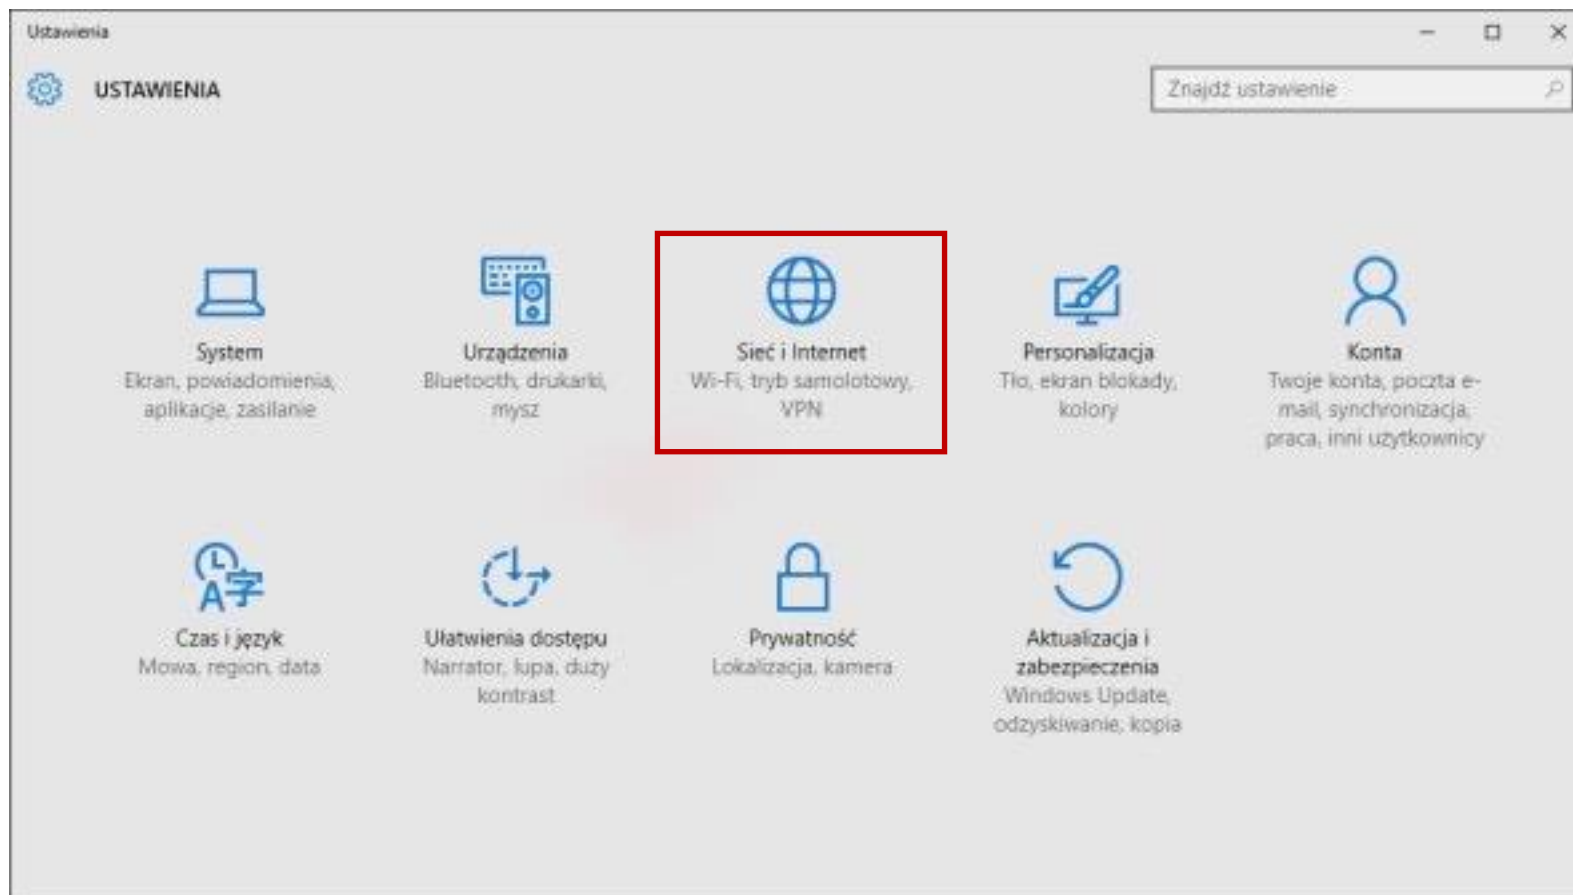 Ustawienia
USTAWIENIA
Znajdź ustawienie
System
Ekran, powiadomienia,
aplikacje, zasilanie
Urządzenia
Bluetooth, drukarki,
mysz
Sieć i Internet
Wi-Fi, tryb samolotowy,
VPN
Personalizacja
Tło, ekran blokady,
kolory
Konta
Twoje konta, poczta e-
mail, synchronizacja,
praca, inni użytkownicy
Czas i język
Mowa, region, data
Ułatwienia dostępu
Narrator, lupa, duży
kontrast
Prywatność
Lokalizacja, kamera
Aktualizacja i
zabezpieczenia
Windows Update,
odzyskiwanie, kopia